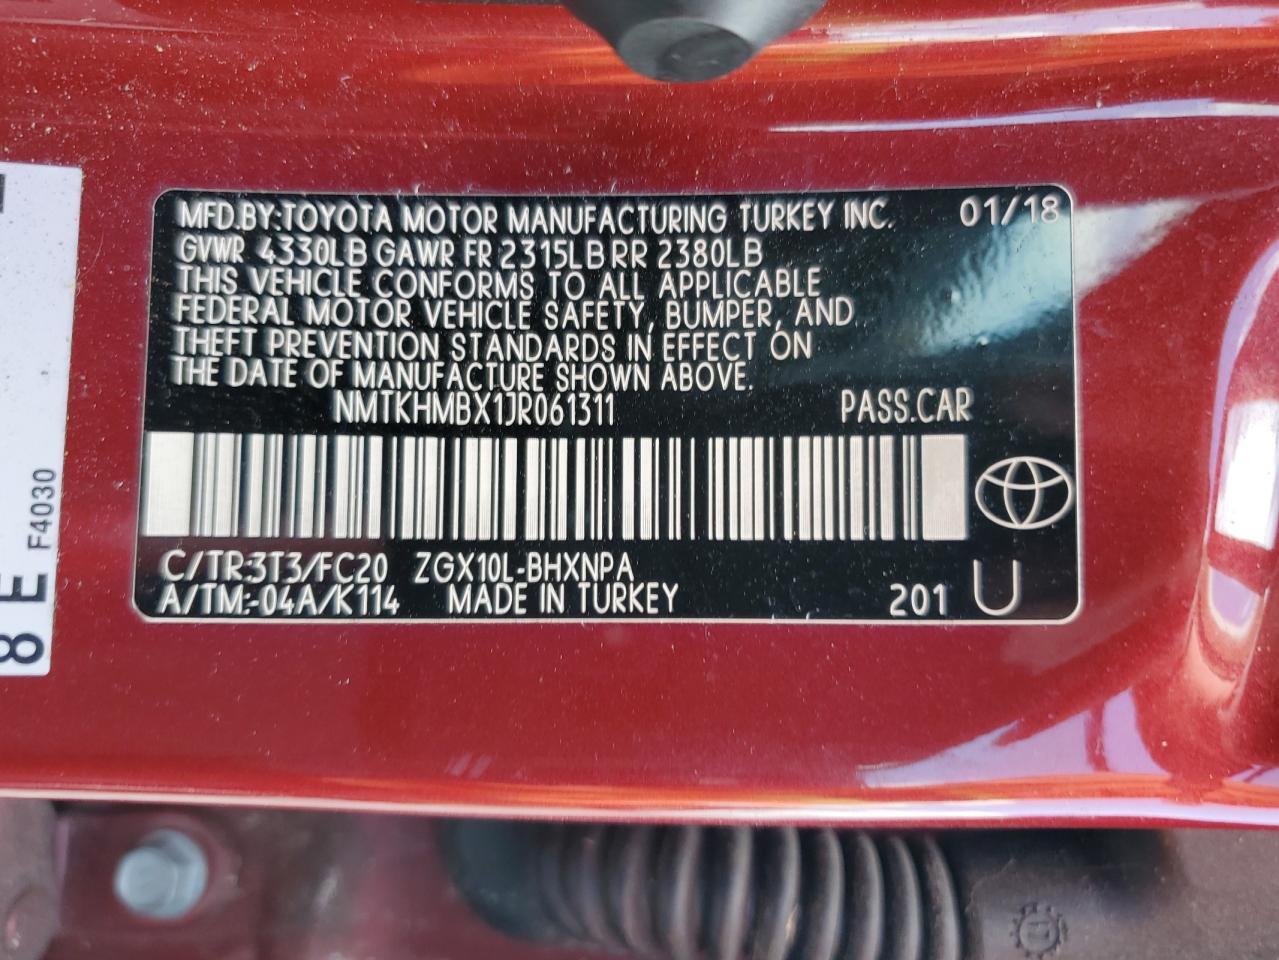 MFD.BY:TOYOTA MOTOR MANUFACTURING TURKEY INC. 01/18
GVWR 4330LB GAWR FR 2315LB RR 2380LB
THIS VEHICLE CONFORMS TO ALL APPLICABLE
FEDERAL MOTOR VEHICLE SAFETY, BUMPER, AND
THEFT PREVENTION STANDARDS IN EFFECT ON
THE DATE OF MANUFACTURE SHOWN ABOVE.
NMTKHMBX1JR061311 PASS.CAR
C/TR:3T3/FC20 ZGX10L-BHXNPA
A/TM:-04A/K114 MADE IN TURKEY 201 U
F4030
8 E